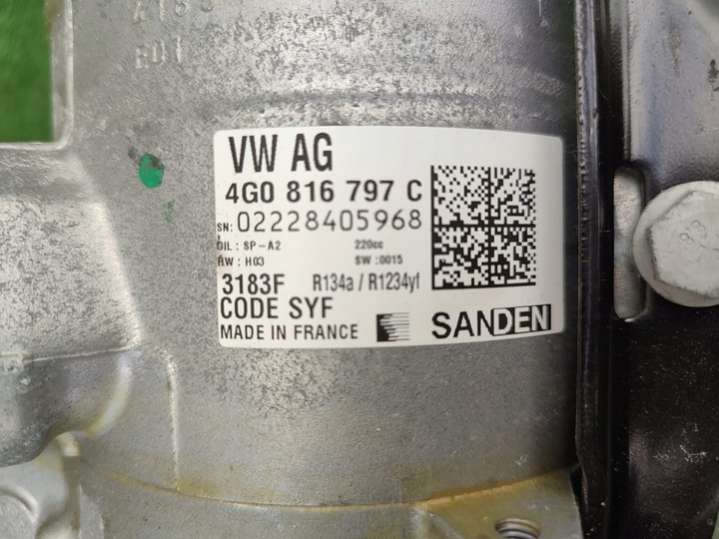 VW AG
4G0 816 797 C
SN: 02228405968
OIL : SP-A2 220cc
HW : H03 SW :0015
3183F R134a / R1234yf
CODE SYF
MADE IN FRANCE SANDEN